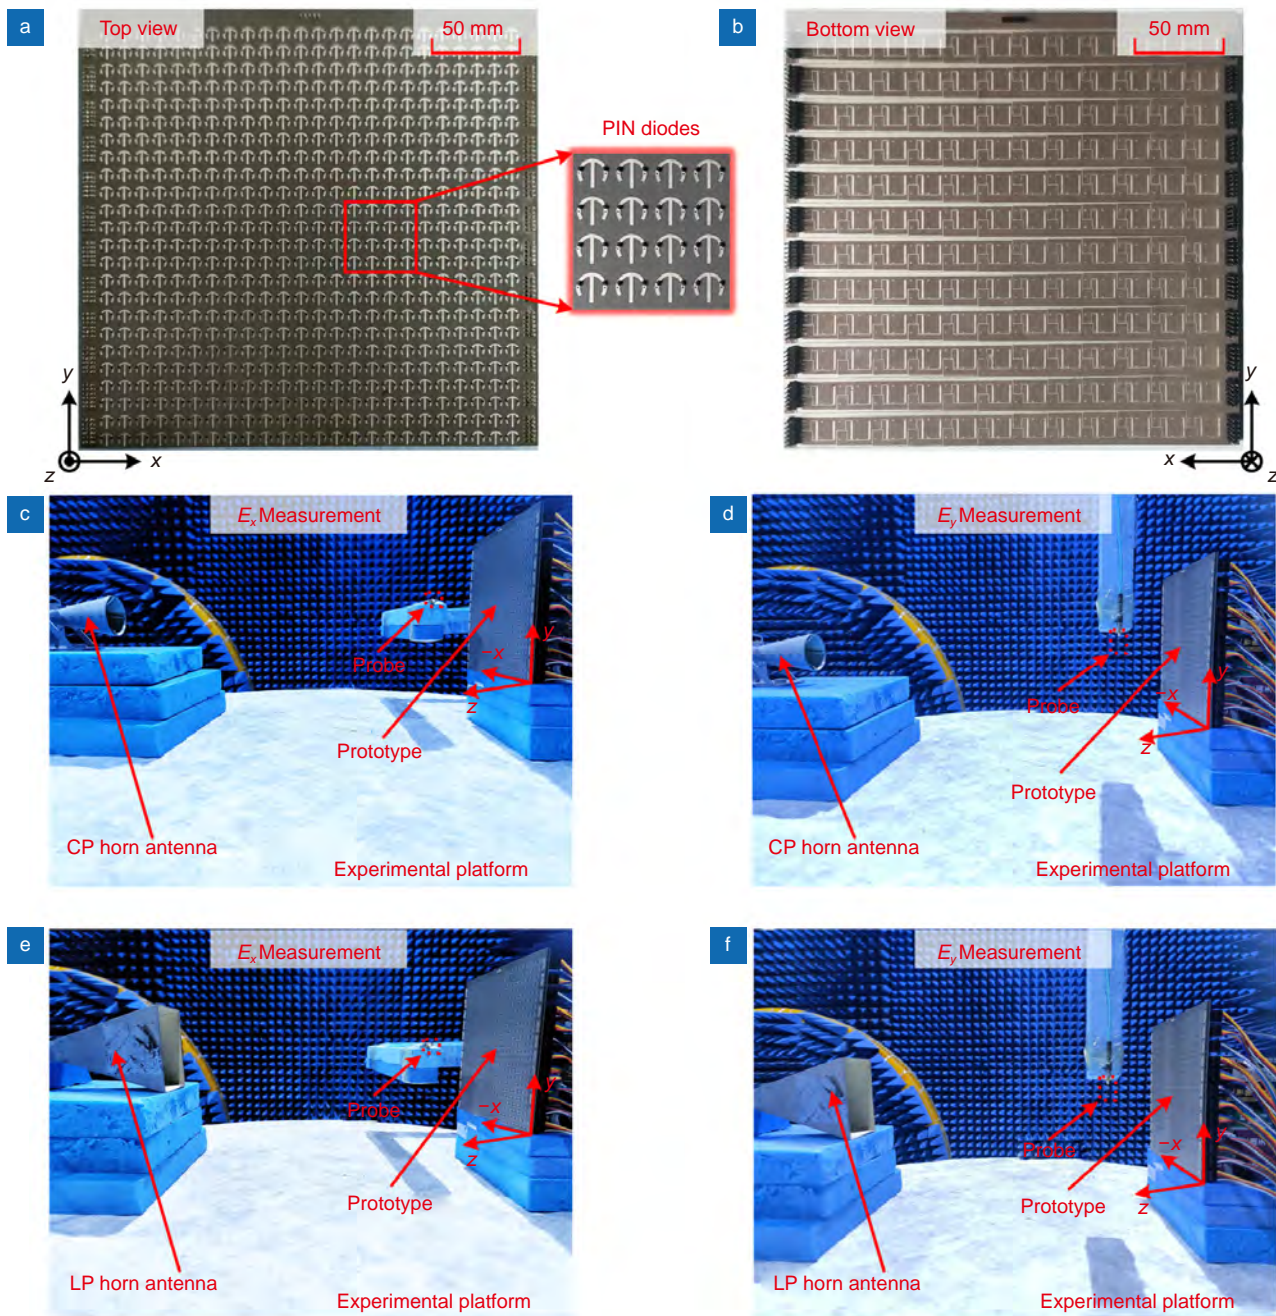 a
Top view
50 mm
b
Bottom view
50 mm
PIN diodes
y
z
x
y
x
z
c
Ex Measurement
Probe
y
−x
z
Prototype
CP horn antenna
Experimental platform
d
Ey Measurement
Probe
y
−x
z
Prototype
CP horn antenna
Experimental platform
e
Ex Measurement
Probe
y
−x
z
Prototype
LP horn antenna
Experimental platform
f
Ey Measurement
Probe
y
−x
z
Prototype
LP horn antenna
Experimental platform